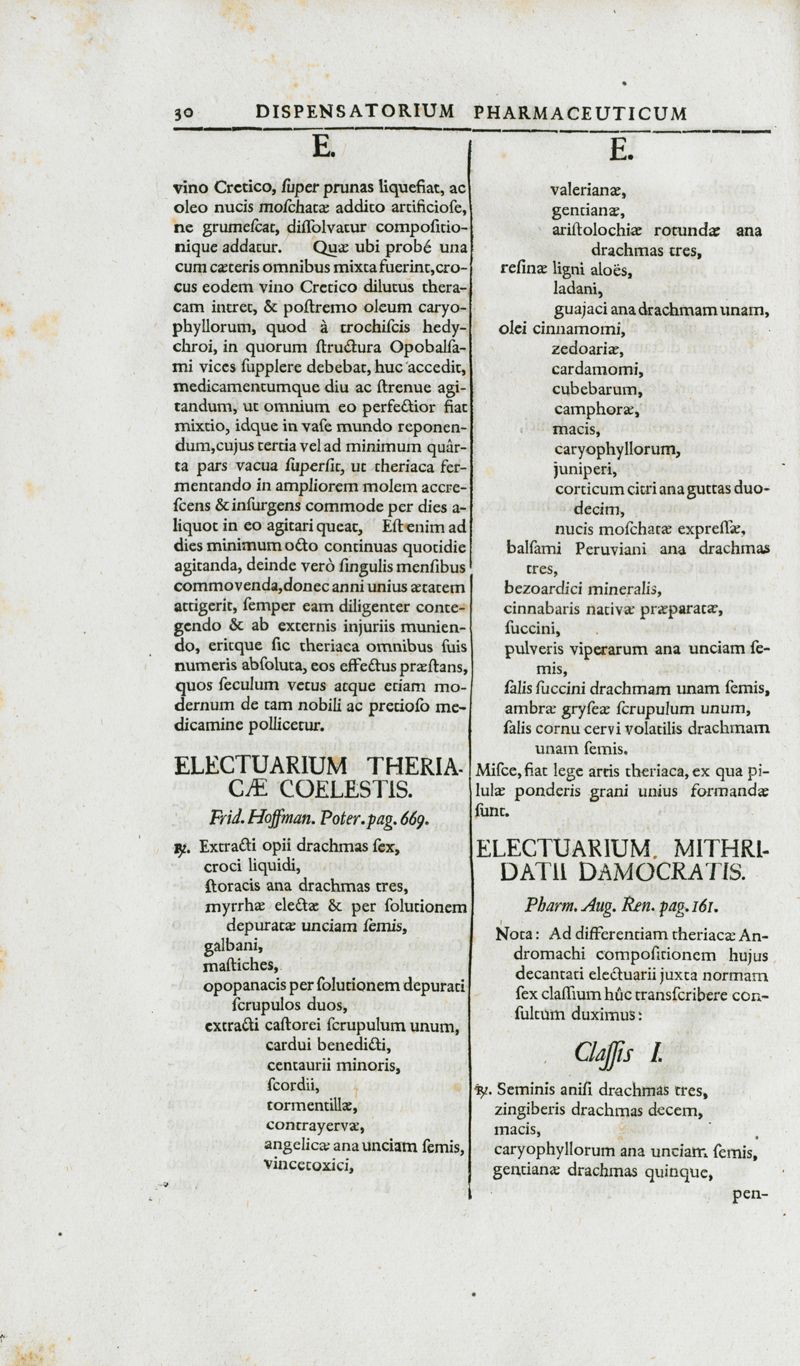 30 DISPENSATORIUM PHARMACEUTICUM
E.
vino Cretico, ſuper prunas liquefiat, ac
oleo nucis moſchatæ addito artificioſe,
ne grumeſcat, diſſolvatur compoſitio-
nique addatur. Quæ ubi probé una
cum cæteris omnibus mixta fuerint, cro-
cus eodem vino Cretico dilutus thera-
cam intret, & poſtremo oleum caryo-
phyllorum, quod à trochiſcis hedy-
chroi, in quorum ſtructura Opobalſa-
mi vices ſupplere debebat, huc accedit,
medicamentumque diu ac ſtrenue agi-
tandum, ut omnium eo perfectior fiat
mixtio, idque in vaſe mundo reponen-
dum, cujus tertia vel ad minimum quàr-
ta pars vacua ſuperſit, ut theriaca fer-
mentando in ampliorem molem accre-
ſcens & inſurgens commode per dies a-
liquot in eo agitari queat, Eſt enim ad
dies minimum octo continuas quotidie
agitanda, deinde verò ſingulis menſibus
commovenda, donec anni unius ætatem
attigerit, ſemper eam diligenter conte-
gendo & ab externis injuriis munien-
do, eritque ſic theriaca omnibus ſuis
numeris abſoluta, eos effectus præſtans,
quos ſeculum vetus atque etiam mo-
dernum de tam nobili ac pretioſo me-
dicamine pollicetur.
ELECTUARIUM THERIA-
CÆ COELESTIS.
Frid. Hoffman. Poter. pag. 669.
℞. Extracti opii drachmas ſex,
croci liquidi,
ſtoracis ana drachmas tres,
myrrhæ electæ & per ſolutionem
depuratæ unciam ſemis,
galbani,
maſtiches,
opopanacis per ſolutionem depurati
ſcrupulos duos,
extracti caſtorei ſcrupulum unum,
cardui benedicti,
centaurii minoris,
ſcordii,
tormentillæ,
contrayervæ,
angelicæ ana unciam ſemis,
vincetoxici,
E.
valerianæ,
gentianæ,
ariſtolochiæ rotundæ ana
drachmas tres,
reſinæ ligni aloës,
ladani,
guajaci ana drachmam unam,
olei cinnamomi,
zedoariæ,
cardamomi,
cubebarum,
camphoræ,
macis,
caryophyllorum,
juniperi,
corticum citri ana guttas duo-
decim,
nucis moſchatæ expreſſæ,
balſami Peruviani ana drachmas
tres,
bezoardici mineralis,
cinnabaris nativæ præparatæ,
ſuccini,
pulveris viperarum ana unciam ſe-
mis,
ſalis ſuccini drachmam unam ſemis,
ambræ gryſeæ ſcrupulum unum,
ſalis cornu cervi volatilis drachmam
unam ſemis.
Miſce, fiat lege artis theriaca, ex qua pi-
lulæ ponderis grani unius formandæ
ſunt.
ELECTUARIUM. MITHRI-
DATII DAMOCRATIS.
Pharm. Aug. Ren. pag. 161.
Nota: Ad differentiam theriacæ An-
dromachi compoſitionem hujus
decantati electuarii juxta normam
ſex claſſium hûc transſcribere con-
ſultum duximus:
Claſſis I.
℞. Seminis aniſi drachmas tres,
zingiberis drachmas decem,
macis,
caryophyllorum ana unciam ſemis,
gentianæ drachmas quinque,
pen-